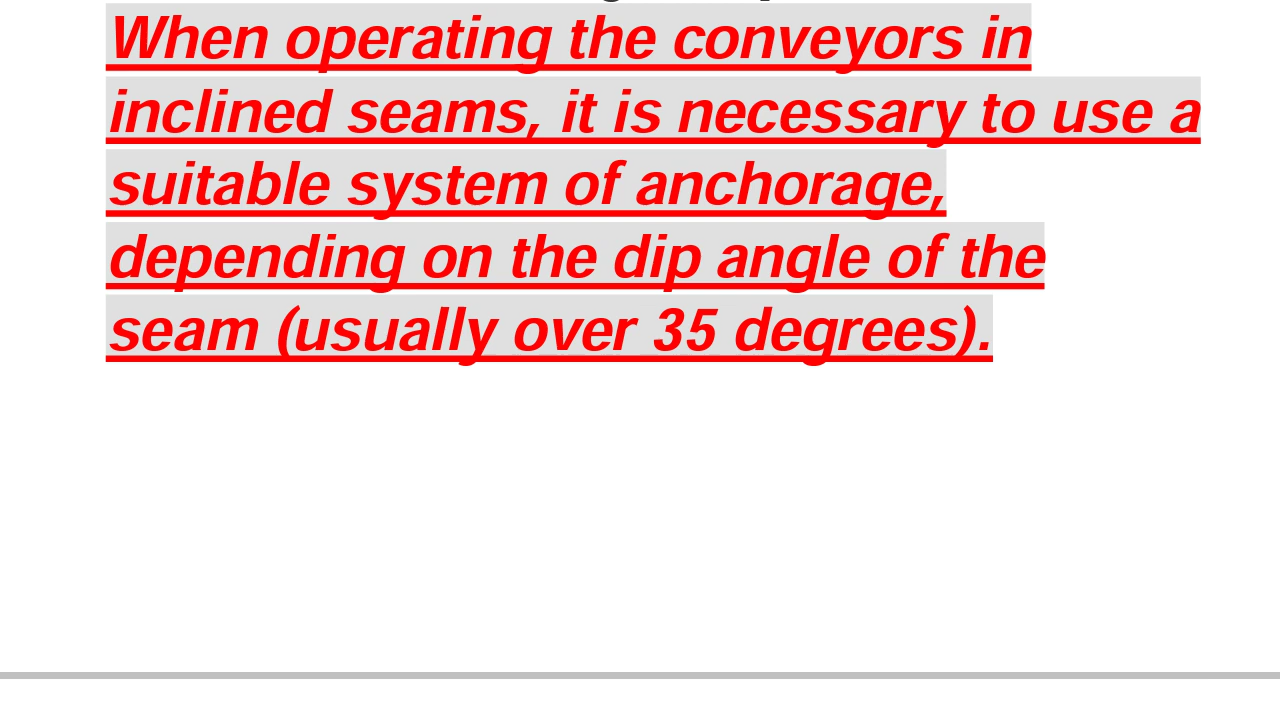 When operating the conveyors in
inclined seams, it is necessary to use a
suitable system of anchorage,
depending on the dip angle of the
seam (usually over 35 degrees).